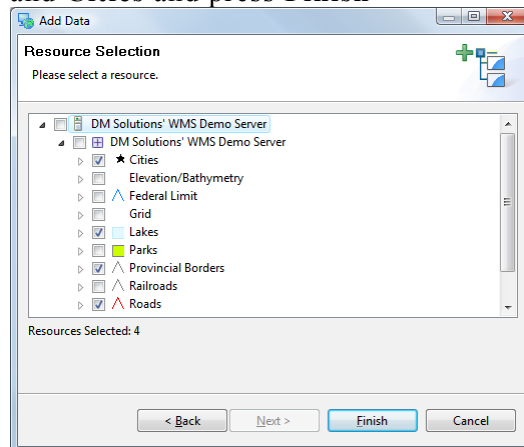 and Cities and press Finish
Add Data
Resource Selection
Please select a resource.
DM Solutions' WMS Demo Server
DM Solutions' WMS Demo Server
Cities
Elevation/Bathymetry
Federal Limit
Grid
Lakes
Parks
Provincial Borders
Railroads
Roads
Resources Selected: 4
< Back Next > Finish Cancel